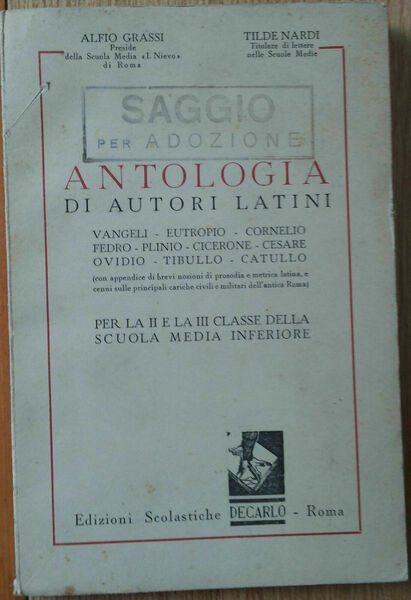 ALFIO GRASSI
Preside
della Scuola Media «I. Nievo»
di Roma
TILDE NARDI
Titolare di lettere
nelle Scuole Medie
SAGGIO
PER ADOZIONE
ANTOLOGIA
DI AUTORI LATINI
VANGELI - EUTROPIO - CORNELIO
FEDRO - PLINIO - CICERONE - CESARE
OVIDIO - TIBULLO - CATULLO
(con appendice di brevi nozioni di prosodia e metrica latina, e
cenni sulle principali cariche civili e militari dell'antica Roma)
PER LA II E LA III CLASSE DELLA
SCUOLA MEDIA INFERIORE
Edizioni Scolastiche DECARLO - Roma